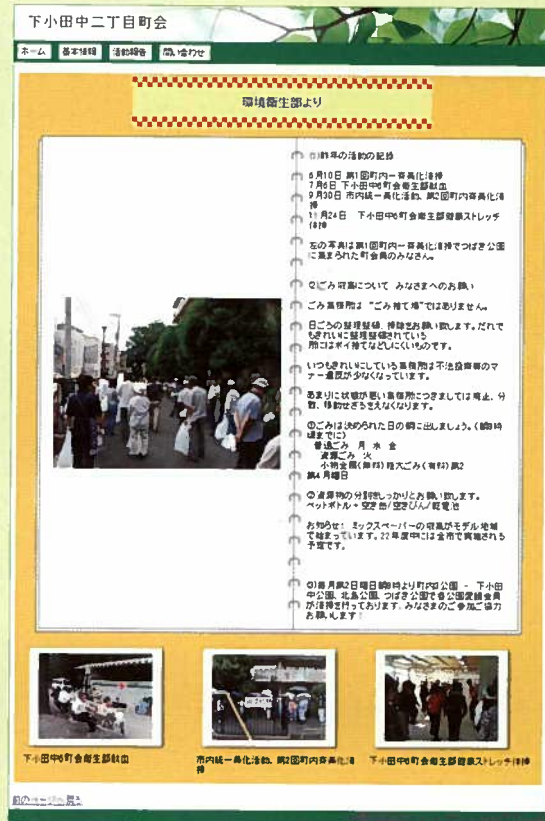 下小田中二丁目町会
ホーム 基本情報 活動報告 問い合わせ
環境衛生部より
(1)昨年の活動の記録
6月10日 第1回町内一斉美化清掃
7月6日 下小田中6町会衛生部献血
9月30日 市内統一美化活動、第2回町内一斉美化清
掃
11月24日 下小田中6町会衛生部健康ストレッチ
体操
左の写真は第1回町内一斉美化清掃でつばき公園
に集まられた町会員のみなさん。
(2)ごみ収集について みなさまへのお願い
ごみ集積所は “ごみ捨て場”ではありません。
日ごろの整理整頓、掃除をお願い致します。だれで
もきれいに整理整頓されている
所にはポイ捨てなどしにくいものです。
いつもきれいにしている集積所は不法投棄等のマ
ナー違反が少なくなっています。
あまりに状態が悪い集積所につきましては廃止、分
散、移動せざるをえなくなります。
①ごみは決められた日の朝に出しましょう。(朝8時
頃までに)
普通ごみ 月 水 金
資源ごみ 火
小物金属(無料)粗大ごみ(有料)第2
第4月曜日
②資源物の分別をしっかりとお願い致します。
ペットボトル + 空き缶/空きびん/乾電池
お知らせ: ミックスペーパーの収集がモデル地域
で始まっています。22年度中には全市で実施される
予定です。
(3)毎月第2日曜日朝8時より町内3公園 - 下小田
中公園、北島公園、つばき公園で各公園愛護会員
が清掃を行っております。みなさまのご参加ご協力
お願いします!
下小田中6町会衛生部献血
市内統一美化活動、第2回町内一斉美化清
掃
下小田中6町会衛生部健康ストレッチ体操
前のページへ戻る